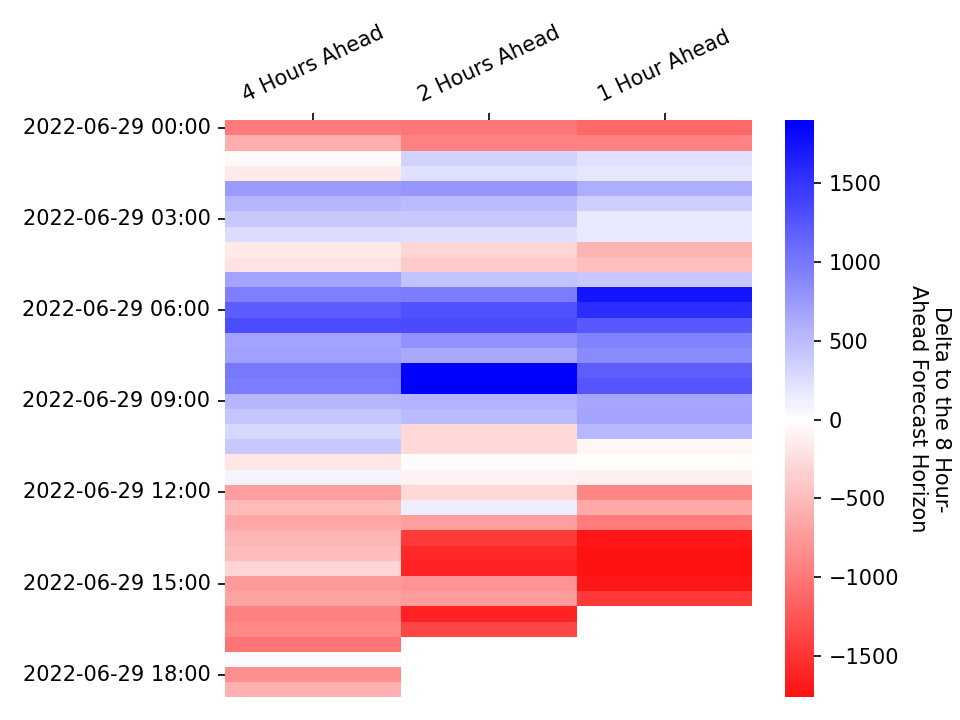 4 Hours Ahead
2 Hours Ahead
1 Hour Ahead
2022-06-29 00:00
2022-06-29 03:00
2022-06-29 06:00
2022-06-29 09:00
2022-06-29 12:00
2022-06-29 15:00
2022-06-29 18:00
1500
1000
500
0
−500
−1000
−1500
Delta to the 8 Hour-
Ahead Forecast Horizon